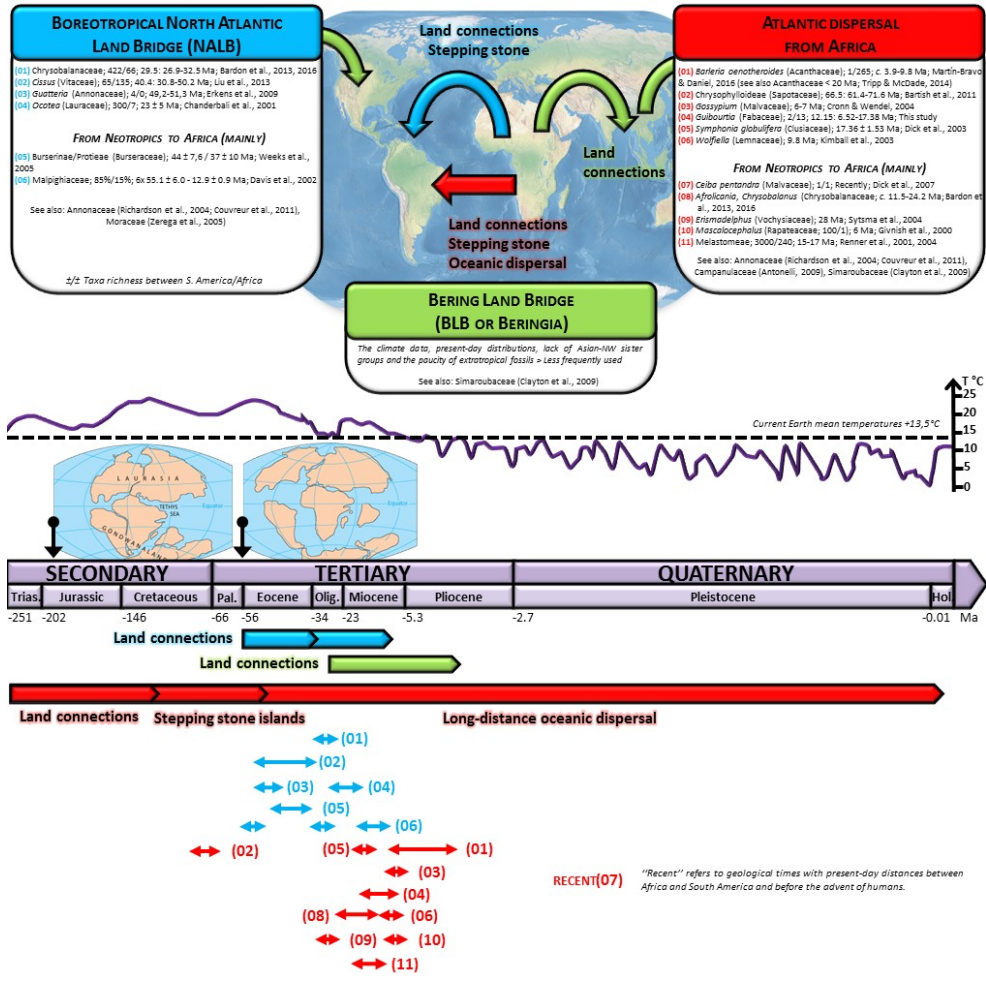 BOREOTROPICAL NORTH ATLANTIC
LAND BRIDGE (NALB)
(01) Chrysobalanaceae; 422/66; 29.5: 26.9-32.5 Ma; Bardon et al., 2013, 2016
(02) Cissus (Vitaceae); 65/135; 40.4: 30.8-50.2 Ma; Liu et al., 2013
(03) Guatteria (Annonaceae); 4/0; 49,2-51,3 Ma; Erkens et al., 2009
(04) Ocotea (Lauraceae); 300/7; 23 ± 5 Ma; Chanderbali et al., 2001
FROM NEOTROPICS TO AFRICA (MAINLY)
(05) Burserinae/Protieae (Burseraceae); 44 ± 7,6 / 37 ± 10 Ma; Weeks et al.,
2005
(06) Malpighiaceae; 85%/15%; 6x 55.1 ± 6.0 - 12.9 ± 0.9 Ma; Davis et al., 2002
See also: Annonaceae (Richardson et al., 2004; Couvreur et al., 2011),
Moraceae (Zerega et al., 2005)
±/± Taxa richness between S. America/Africa
Land connections
Stepping stone
Land
connections
Land connections
Stepping stone
Oceanic dispersal
ATLANTIC DISPERSAL
FROM AFRICA
(01) Barleria oenotheroides (Acanthaceae); 1/265; c. 3.9-9.8 Ma; Martín-Bravo
& Daniel, 2016 (see also Acanthaceae < 20 Ma; Tripp & McDade, 2014)
(02) Chrysophylloideae (Sapotaceae); 66.5: 61.4-71.6 Ma; Bartish et al., 2011
(03) Gossypium (Malvaceae); 6-7 Ma; Cronn & Wendel, 2004
(04) Guibourtia (Fabaceae); 2/13; 12.15: 6.52-17.38 Ma; This study
(05) Symphonia globulifera (Clusiaceae); 17.36 ± 1.53 Ma; Dick et al., 2003
(06) Wolfiella (Lemnaceae); 9.8 Ma; Kimball et al., 2003
FROM NEOTROPICS TO AFRICA (MAINLY)
(07) Ceiba pentandra (Malvaceae); 1/1; Recently; Dick et al., 2007
(08) Afrolicania, Chrysobalanus (Chrysobalanaceae; c. 11.5-24.2 Ma; Bardon et
al., 2013, 2016
(09) Erismadelphus (Vochysiaceae); 28 Ma; Sytsma et al., 2004
(10) Mascalocephalus (Rapateaceae; 100/1); 6 Ma; Givnish et al., 2000
(11) Melastomeae; 3000/240; 15-17 Ma; Renner et al., 2001, 2004
See also: Annonaceae (Richardson et al., 2004; Couvreur et al., 2011),
Campanulaceae (Antonelli, 2009), Simaroubaceae (Clayton et al., 2009)
BERING LAND BRIDGE
(BLB OR BERINGIA)
The climate data, present-day distributions, lack of Asian-NW sister
groups and the paucity of extratropical fossils > Less frequently used
See also: Simaroubaceae (Clayton et al., 2009)
T °C
25
20
15
10
5
0
Current Earth mean temperatures +13,5°C
LAURASIA
TETHYS
SEA
Equator
GONDWANALAND
Equator
SECONDARY
TERTIARY
QUATERNARY
Trias. Jurassic Cretaceous Pal. Eocene Olig. Miocene Pliocene Pleistocene Hol.
-251 -202 -146 -66 -56 -34 -23 -5.3 -2.7 -0.01 Ma
Land connections
Land connections
Land connections Stepping stone islands Long-distance oceanic dispersal
(01)
(02)
(03) (04)
(05)
(06)
(02) (05) (01)
(03)
(04)
(08) (06)
(09) (10)
(11)
RECENT(07)
"Recent" refers to geological times with present-day distances between
Africa and South America and before the advent of humans.